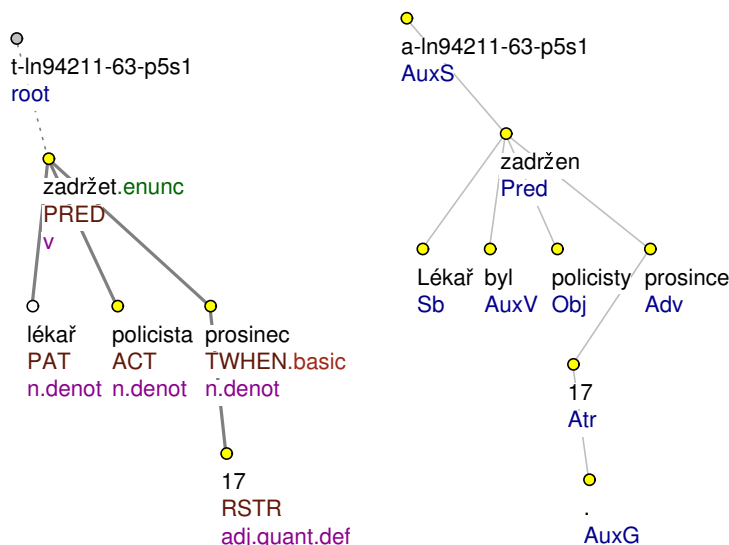 t-ln94211-63-p5s1
root
zadržet.enunc
PRED
v
lékař
PAT
n.denot
policista
ACT
n.denot
prosinec
TWHEN.basic
n.denot
17
RSTR
adj.quant.def
a-ln94211-63-p5s1
AuxS
zadržen
Pred
Lékař
Sb
byl
AuxV
policisty
Obj
prosince
Adv
17
Atr
.
AuxG